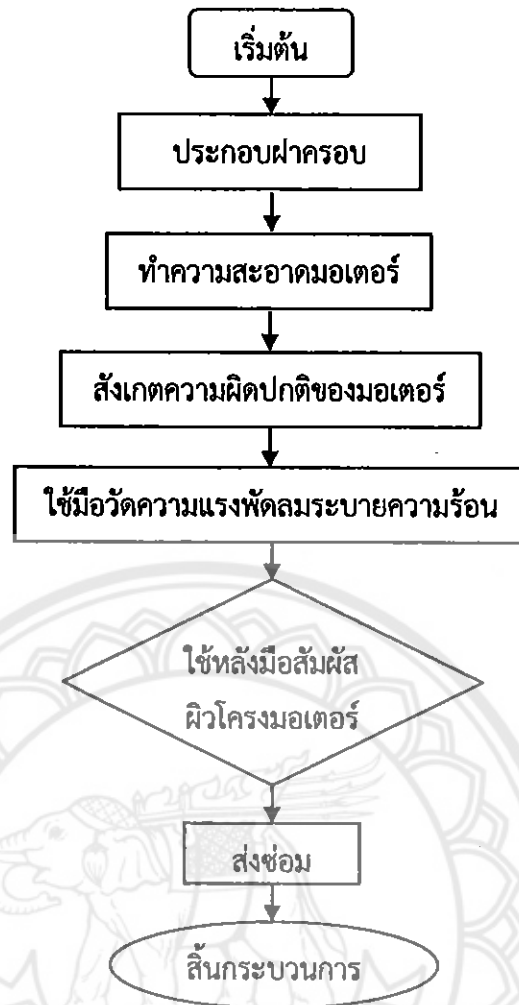 เริ่มต้น
ประกอบฝาครอบ
ทำความสะอาดมอเตอร์
สังเกตความผิดปกติของมอเตอร์
ใช้มือวัดความแรงพัดลมระบายความร้อน
ใช้หลังมือสัมผัส
ผิวโครงมอเตอร์
ส่งซ่อม
สิ้นกระบวนการ